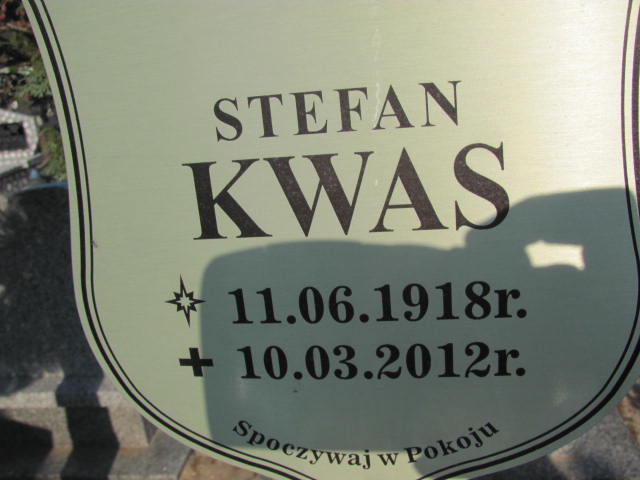 STEFAN
KWAS
11.06.1918r.
10.03.2012r.
Spoczywaj w Pokoju